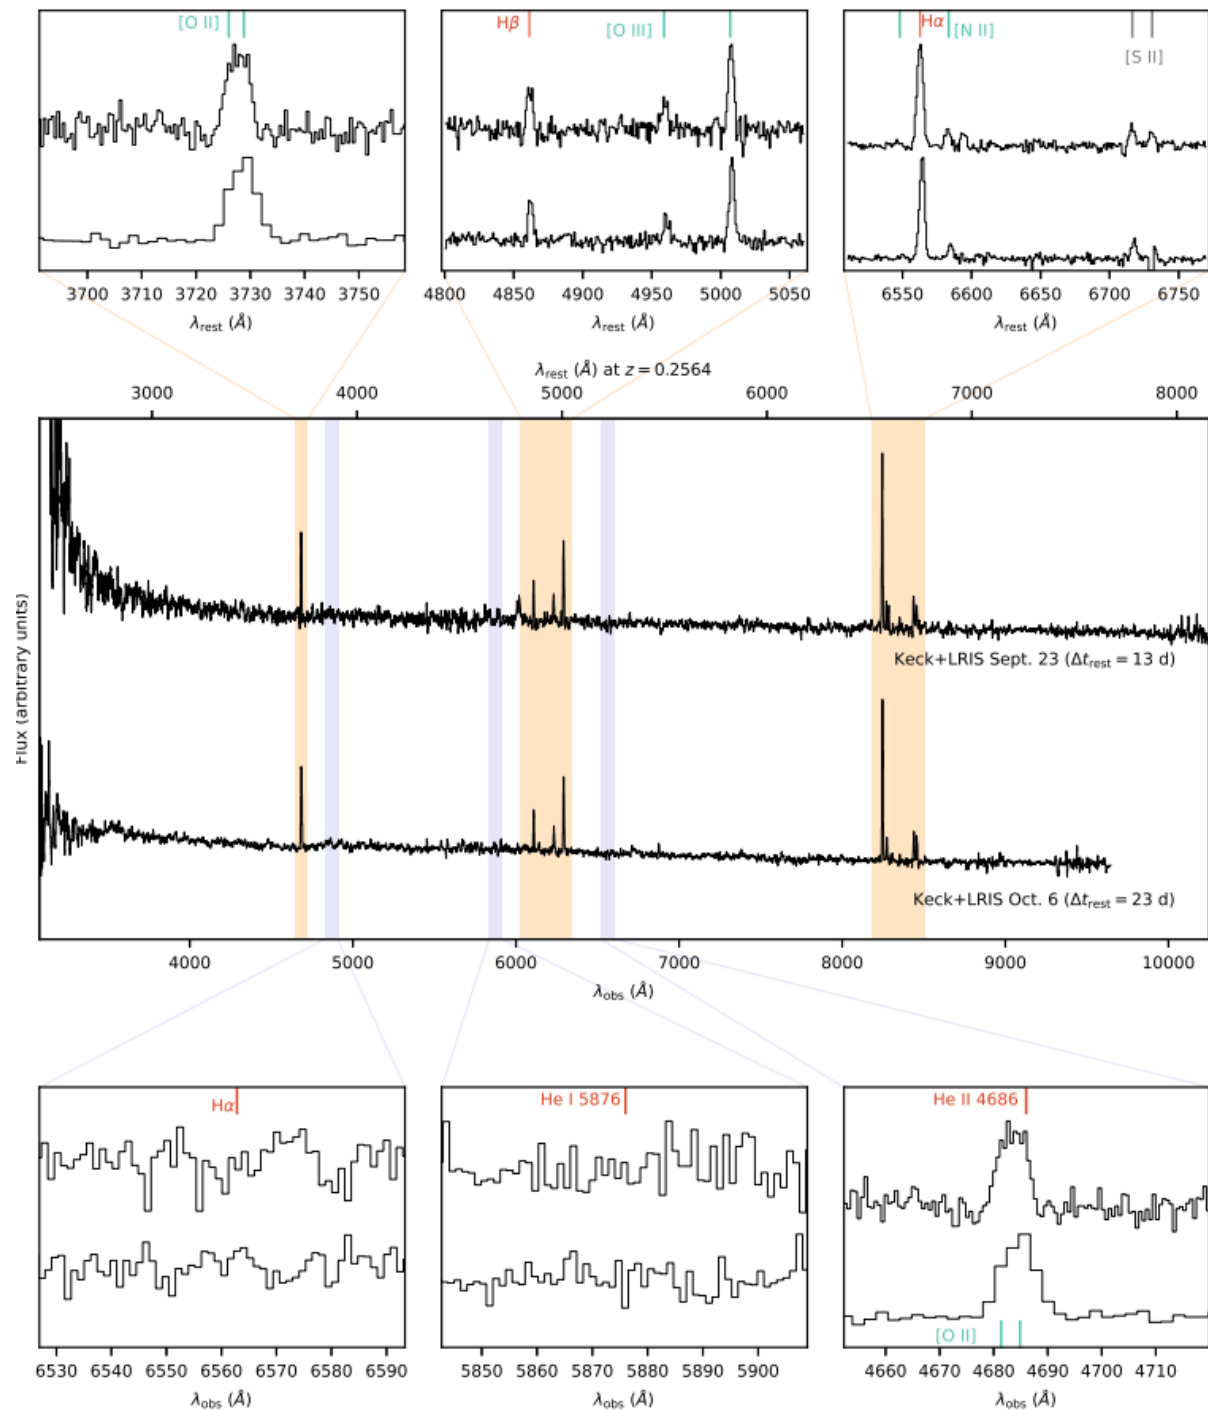 [O II]
Hβ
[O III]
Hα
[N II]
[S II]
3700 3710 3720 3730 3740 3750
4800 4850 4900 4950 5000 5050
6550 6600 6650 6700 6750
λrest (Å)
λrest (Å)
λrest (Å)
λrest (Å) at z = 0.2564
3000 4000 5000 6000 7000 8000
Flux (arbitrary units)
Keck+LRIS Sept. 23 (Δtrest = 13 d)
Keck+LRIS Oct. 6 (Δtrest = 23 d)
4000 5000 6000 7000 8000 9000 10000
λobs (Å)
Hα
He I 5876
He II 4686
[O II]
6530 6540 6550 6560 6570 6580 6590
5850 5860 5870 5880 5890 5900
4660 4670 4680 4690 4700 4710
λobs (Å)
λobs (Å)
λobs (Å)